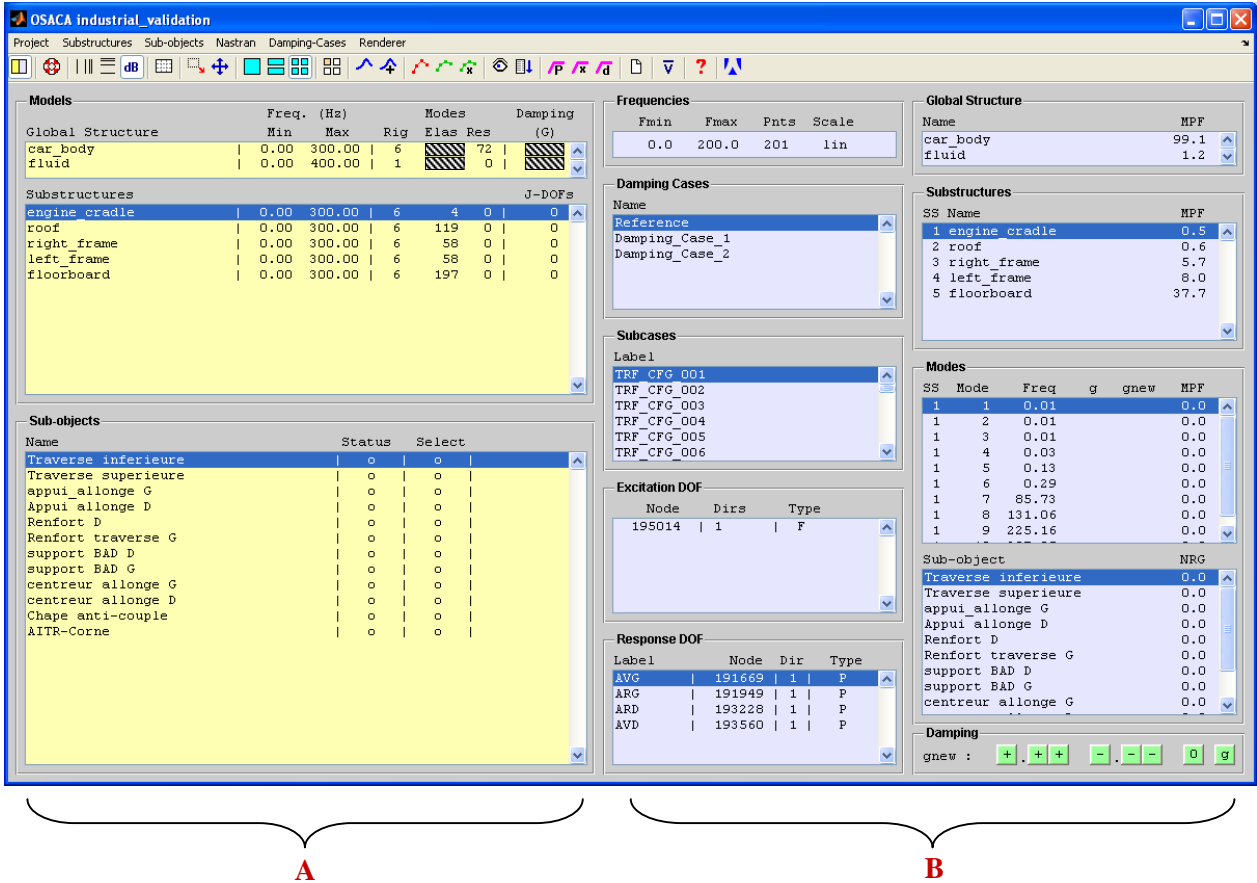 OSACA industrial_validation
Project Substructures Sub-objects Nastran Damping-Cases Renderer
dB x P x d v ?
Models
Freq. (Hz) Modes Damping
Global Structure Min Max Rig Elas Res (G)
car_body | 0.00 300.00 | 6 72 |
fluid | 0.00 400.00 | 1 0 |
Substructures J-DOFs
engine_cradle | 0.00 300.00 | 6 4 0 | 0
roof | 0.00 300.00 | 6 119 0 | 0
right_frame | 0.00 300.00 | 6 58 0 | 0
left_frame | 0.00 300.00 | 6 58 0 | 0
floorboard | 0.00 300.00 | 6 197 0 | 0
Sub-objects
Name Status Select
Traverse inferieure | o | o |
Traverse superieure | o | o |
appui_allonge G | o | o |
Appui allonge D | o | o |
Renfort D | o | o |
Renfort traverse G | o | o |
support BAD D | o | o |
support BAD G | o | o |
centreur allonge G | o | o |
centreur allonge D | o | o |
Chape anti-couple | o | o |
AITR-Corne | o | o |
Frequencies
Fmin Fmax Pnts Scale
0.0 200.0 201 lin
Damping Cases
Name
Reference
Damping_Case_1
Damping_Case_2
Subcases
Label
TRF_CFG_001
TRF_CFG_002
TRF_CFG_003
TRF_CFG_004
TRF_CFG_005
TRF_CFG_006
Excitation DOF
Node Dirs Type
195014 | 1 | F
Response DOF
Label Node Dir Type
AVG | 191669 | 1 | P
ARG | 191949 | 1 | P
ARD | 193228 | 1 | P
AVD | 193560 | 1 | P
Global Structure
Name MPF
car_body 99.1
fluid 1.2
Substructures
SS Name MPF
1 engine_cradle 0.5
2 roof 0.6
3 right_frame 5.7
4 left_frame 8.0
5 floorboard 37.7
Modes
SS Mode Freq g gnew MPF
1 1 0.01 0.0
1 2 0.01 0.0
1 3 0.01 0.0
1 4 0.03 0.0
1 5 0.13 0.0
1 6 0.29 0.0
1 7 85.73 0.0
1 8 131.06 0.0
1 9 225.16 0.0
Sub-object NRG
Traverse inferieure 0.0
Traverse superieure 0.0
appui_allonge G 0.0
Appui allonge D 0.0
Renfort D 0.0
Renfort traverse G 0.0
support BAD D 0.0
support BAD G 0.0
centreur allonge G 0.0
Damping
gnew : + . + + - . - - 0 g
A
B